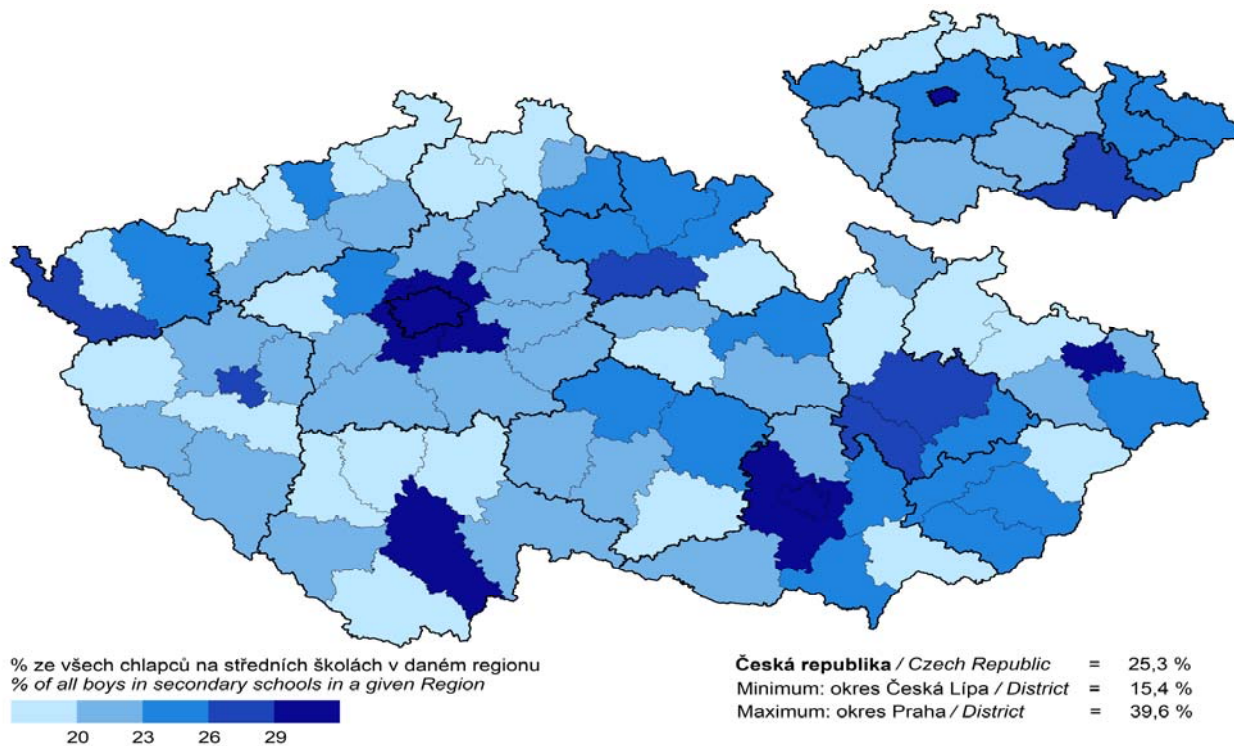 % ze všech chlapců na středních školách v daném regionu
% of all boys in secondary schools in a given Region
20 23 26 29
Česká republika / Czech Republic = 25,3 %
Minimum: okres Česká Lípa / District = 15,4 %
Maximum: okres Praha / District = 39,6 %